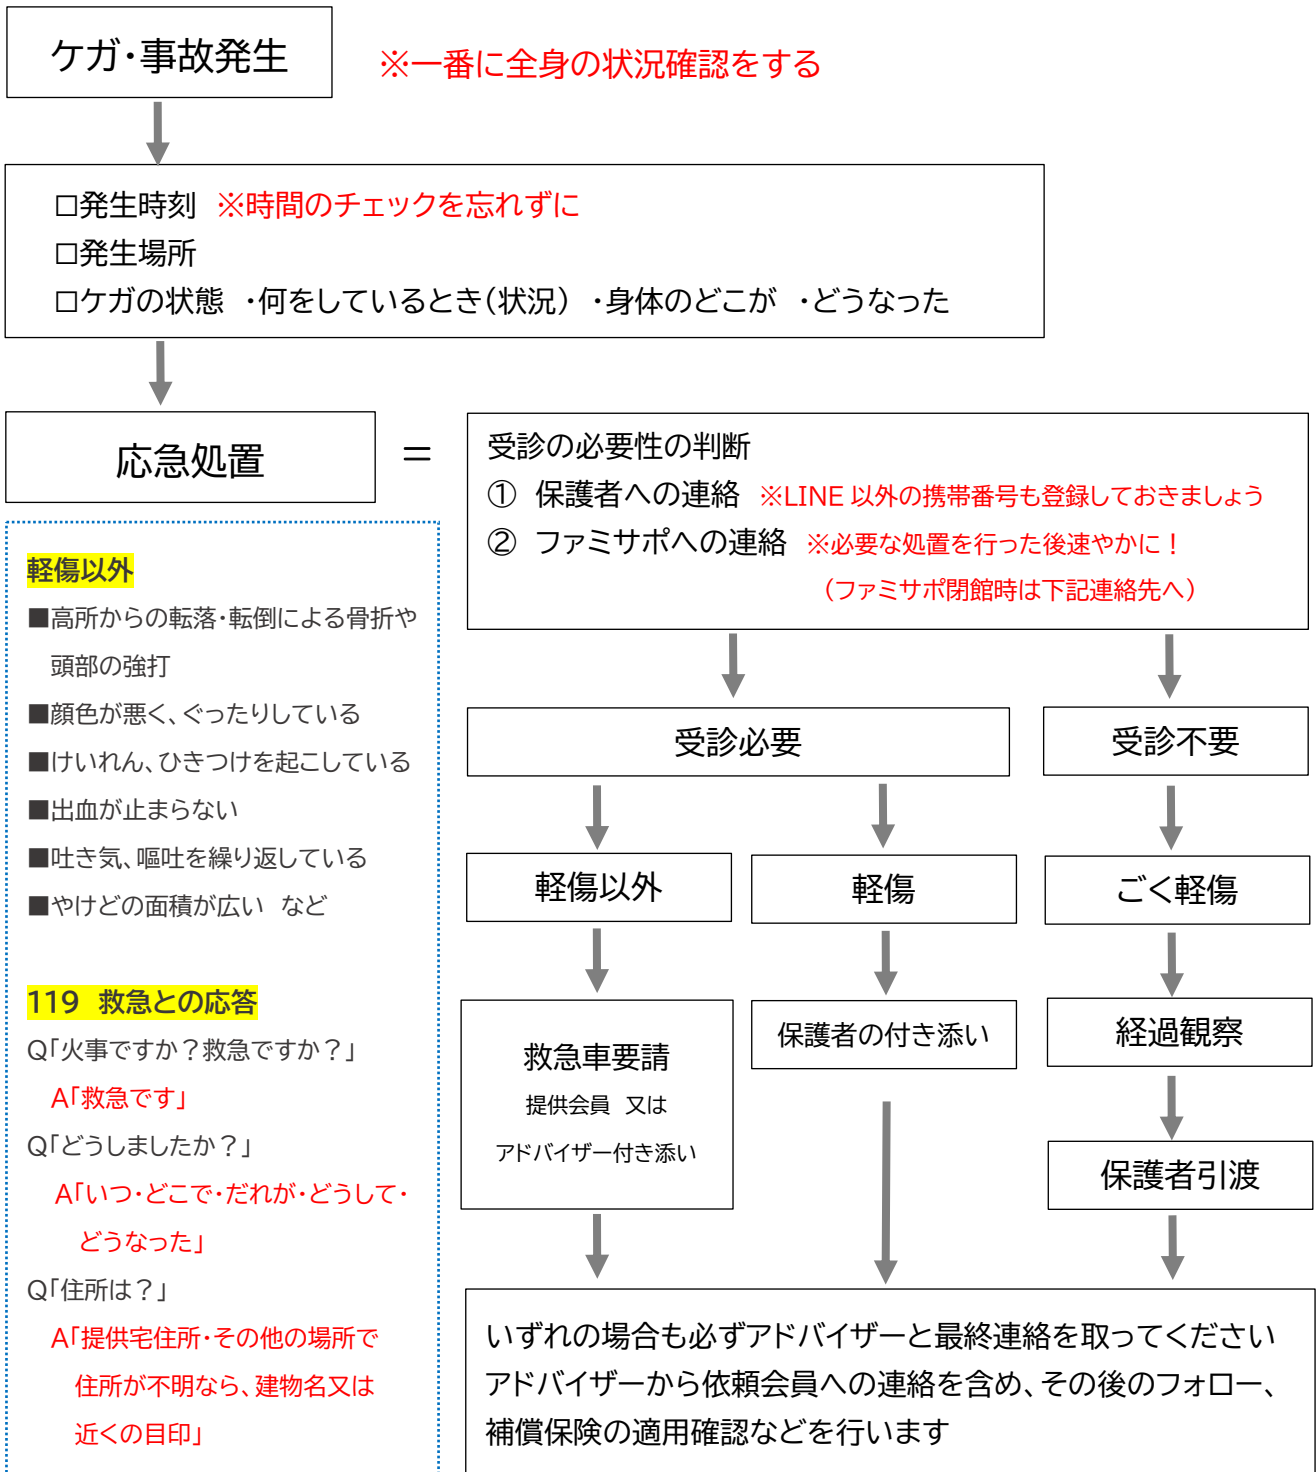 ケガ・事故発生
※一番に全身の状況確認をする
□発生時刻 ※時間のチェックを忘れずに
□発生場所
□ケガの状態 ・何をしているとき(状況) ・身体のどこが ・どうなった
応急処置
＝
受診の必要性の判断
① 保護者への連絡 ※LINE 以外の携帯番号も登録しておきましょう
② ファミサポへの連絡 ※必要な処置を行った後速やかに！
(ファミサポ閉館時は下記連絡先へ)
軽傷以外
■高所からの転落・転倒による骨折や
頭部の強打
■顔色が悪く、ぐったりしている
■けいれん、ひきつけを起こしている
■出血が止まらない
■吐き気、嘔吐を繰り返している
■やけどの面積が広い など
119 救急との応答
Q「火事ですか？救急ですか？」
A「救急です」
Q「どうしましたか？」
A「いつ・どこで・だれが・どうして・
どうなった」
Q「住所は？」
A「提供宅住所・その他の場所で
住所が不明なら、建物名又は
近くの目印」
受診必要
受診不要
軽傷以外
軽傷
ごく軽傷
救急車要請
提供会員 又は
アドバイザー付き添い
保護者の付き添い
経過観察
保護者引渡
いずれの場合も必ずアドバイザーと最終連絡を取ってください
アドバイザーから依頼会員への連絡を含め、その後のフォロー、
補償保険の適用確認などを行います